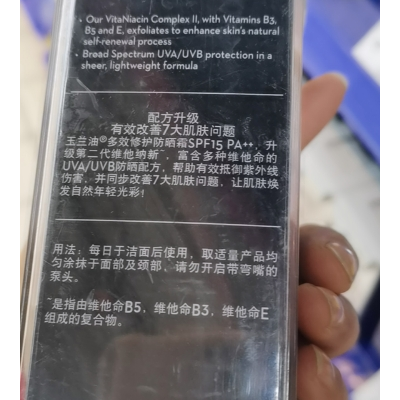 • Our VitaNiacin Complex II, with Vitamins B3,
B5 and E, exfoliates to enhance skin's natural
self-renewal process
• Broad Spectrum UVA/UVB protection in a
sheer, lightweight formula
配方升级
有效改善7大肌肤问题
玉兰油®多效修护防晒霜SPF15 PA++，升
级第二代维他纳新ˆ，富含多种维他命的
UVA/UVB防晒配方，帮助有效抵御紫外线
伤害，并同步改善7大肌肤问题，让肌肤焕
发自然年轻光彩！
用法：每日于洁面后使用，取适量产品均
匀涂抹于面部及颈部。请勿开启带弯嘴的
泵头。
ˆ是指由维他命B5，维他命B3，维他命E
组成的复合物。